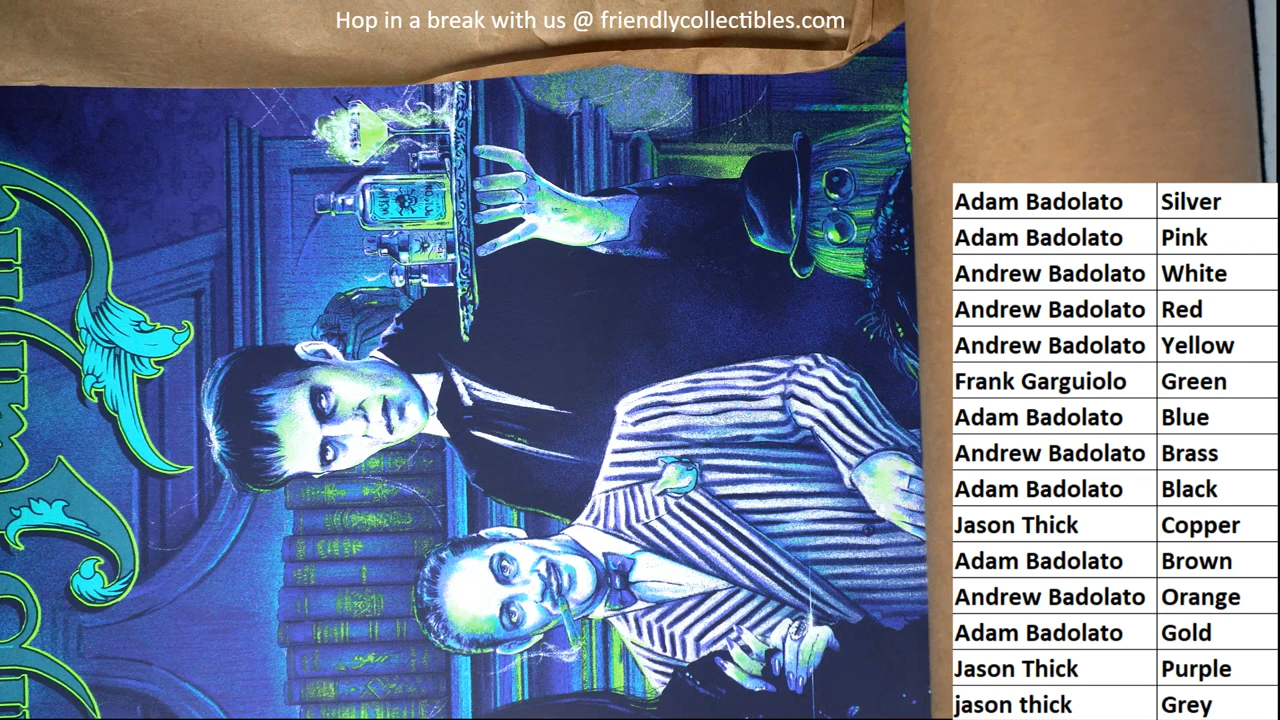 Hop in a break with us @ friendlycollectibles.com
Adam Badolato Silver
Adam Badolato Pink
Andrew Badolato White
Andrew Badolato Red
Andrew Badolato Yellow
Frank Garguiolo Green
Adam Badolato Blue
Andrew Badolato Brass
Adam Badolato Black
Jason Thick Copper
Adam Badolato Brown
Andrew Badolato Orange
Adam Badolato Gold
Jason Thick Purple
jason thick Grey
POISON